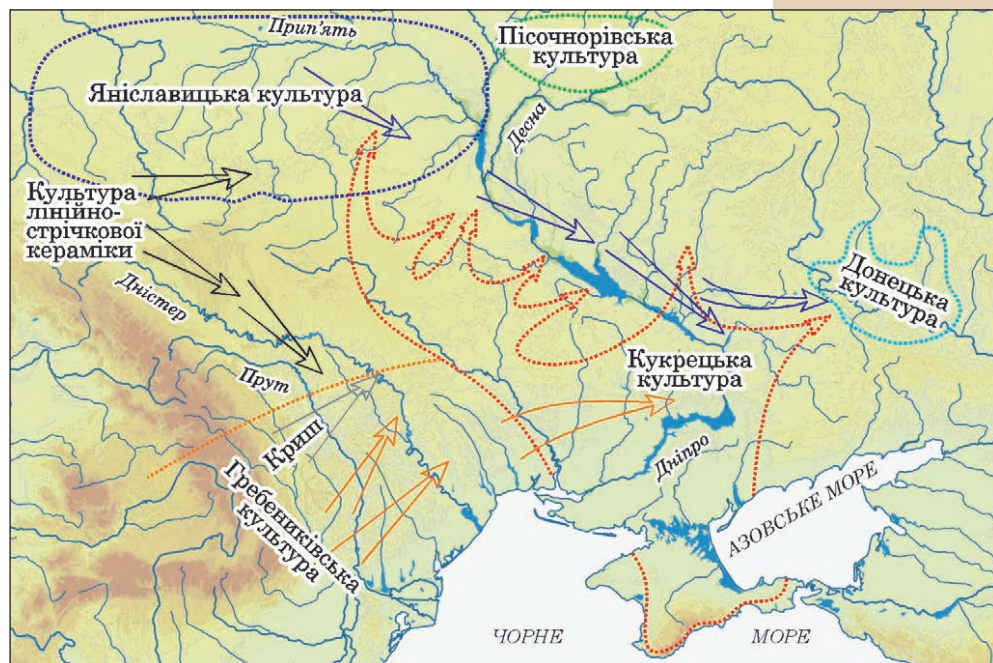 Прип'ять
Пісочнорівська
культура
Яніславицька культура
Десна
Культура
лінійно-
стрічкової
кераміки
Донецька
культура
Дністер
Прут
Кукрецька
культура
Криш
Гребениківська
культура
Дніпро
АЗОВСЬКЕ МОРЕ
ЧОРНЕ
МОРЕ